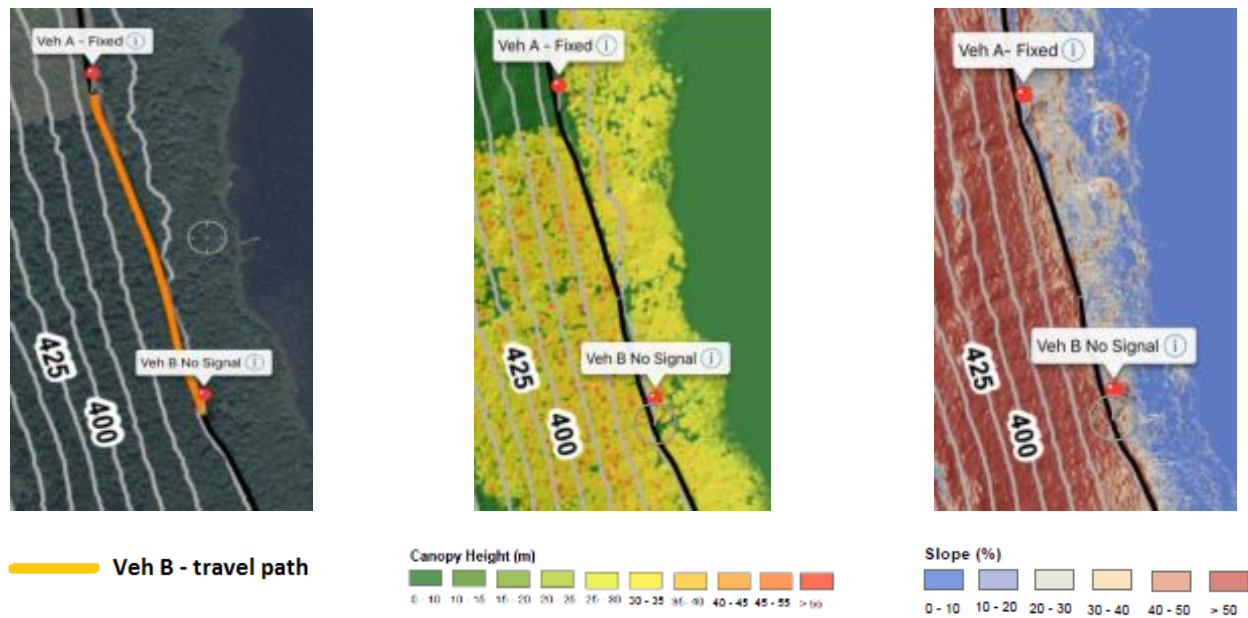 Veh A - Fixed
425
400
Veh B No Signal
Veh A - Fixed
425
400
Veh B No Signal
Veh A- Fixed
425
400
Veh B No Signal
Veh B - travel path
Canopy Height (m)
0 - 10 10 - 15 15 - 20 20 - 25 25 - 30 30 - 35 35 - 40 40 - 45 45 - 55 > 55
Slope (%)
0 - 10 10 - 20 20 - 30 30 - 40 40 - 50 > 50